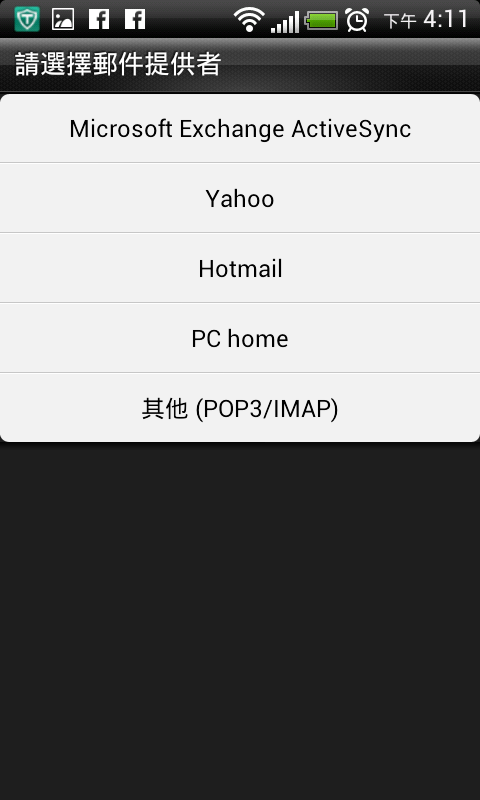 下午 4:11
請選擇郵件提供者
Microsoft Exchange ActiveSync
Yahoo
Hotmail
PC home
其他 (POP3/IMAP)